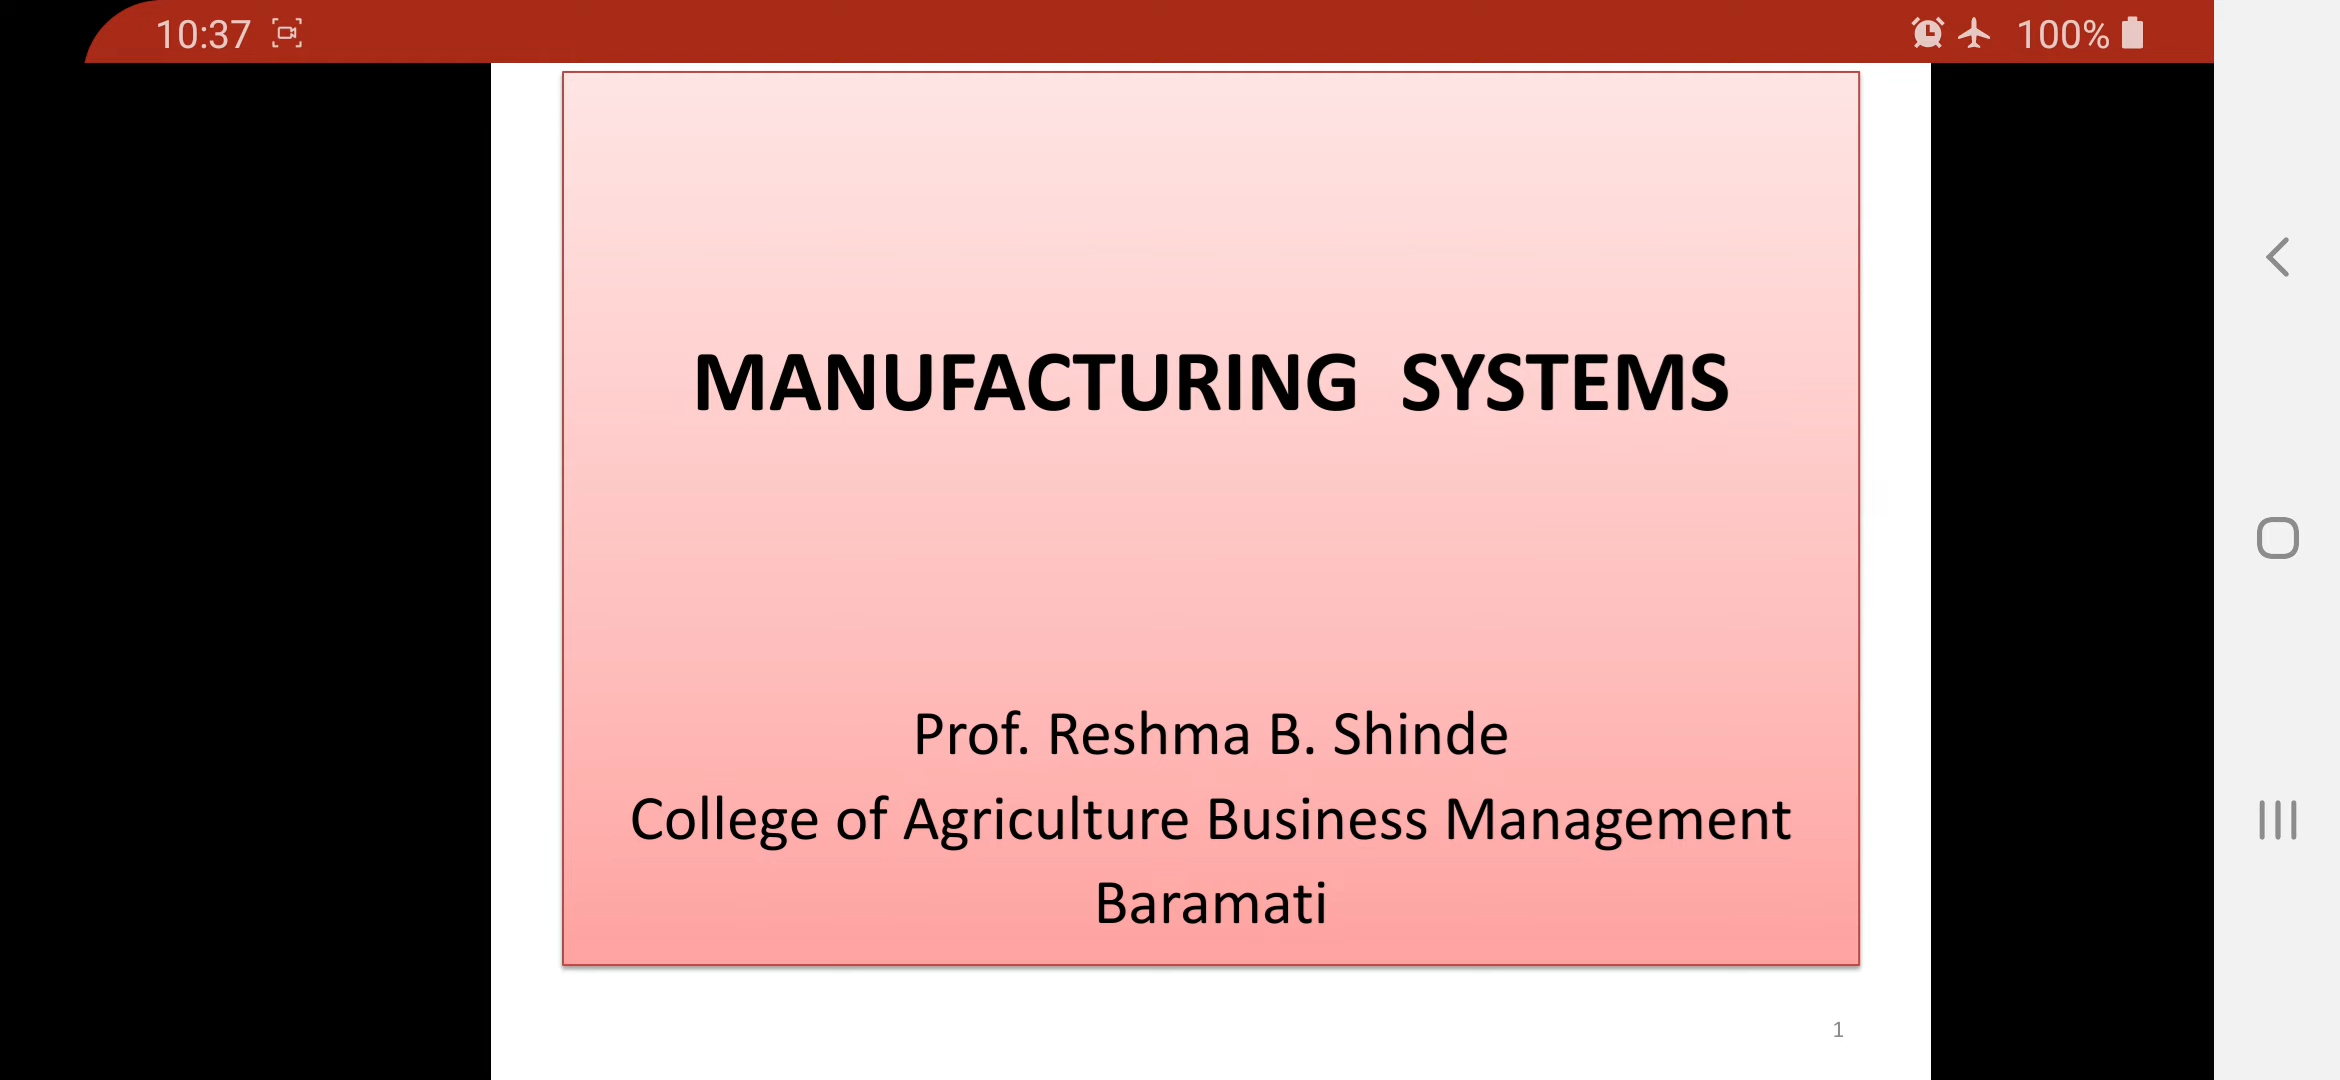 10:37 100%
MANUFACTURING SYSTEMS
Prof. Reshma B. Shinde
College of Agriculture Business Management
Baramati
1